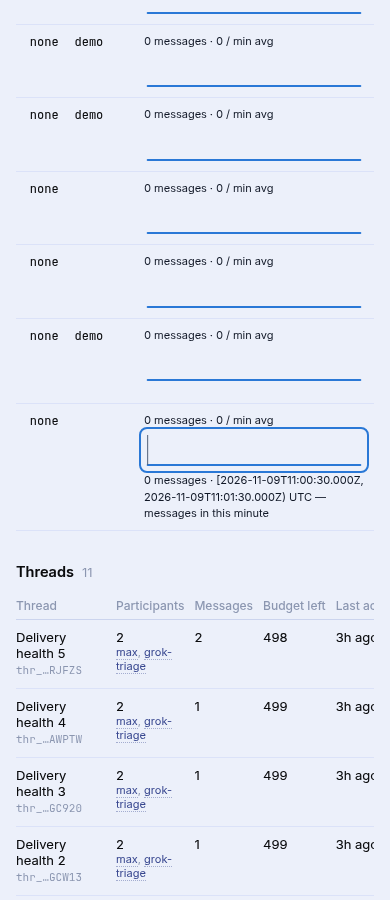 none demo 0 messages · 0 / min avg
none demo 0 messages · 0 / min avg
none 0 messages · 0 / min avg
none 0 messages · 0 / min avg
none demo 0 messages · 0 / min avg
none 0 messages · 0 / min avg
0 messages · [2026-11-09T11:00:30.000Z,
2026-11-09T11:01:30.000Z) UTC —
messages in this minute
Threads 11
Thread Participants Messages Budget left Last ac
Delivery health 5
thr_…RJFZS
2
max, grok-
triage
2 498 3h ago
Delivery health 4
thr_…AWPTW
2
max, grok-
triage
1 499 3h ago
Delivery health 3
thr_…GC920
2
max, grok-
triage
1 499 3h ago
Delivery health 2
thr_…GCW13
2
max, grok-
triage
1 499 3h ago